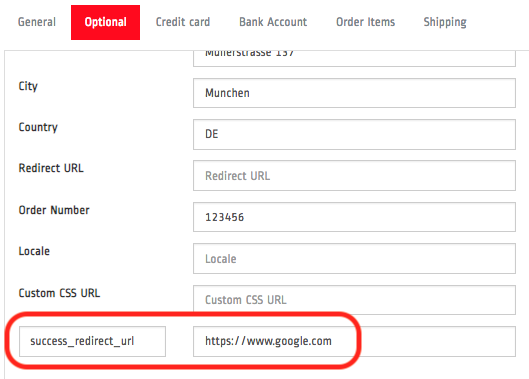 General Optional Credit card Bank Account Order Items Shipping
City Munchen
Country DE
Redirect URL Redirect URL
Order Number 123456
Locale Locale
Custom CSS URL Custom CSS URL
success_redirect_url https://www.google.com